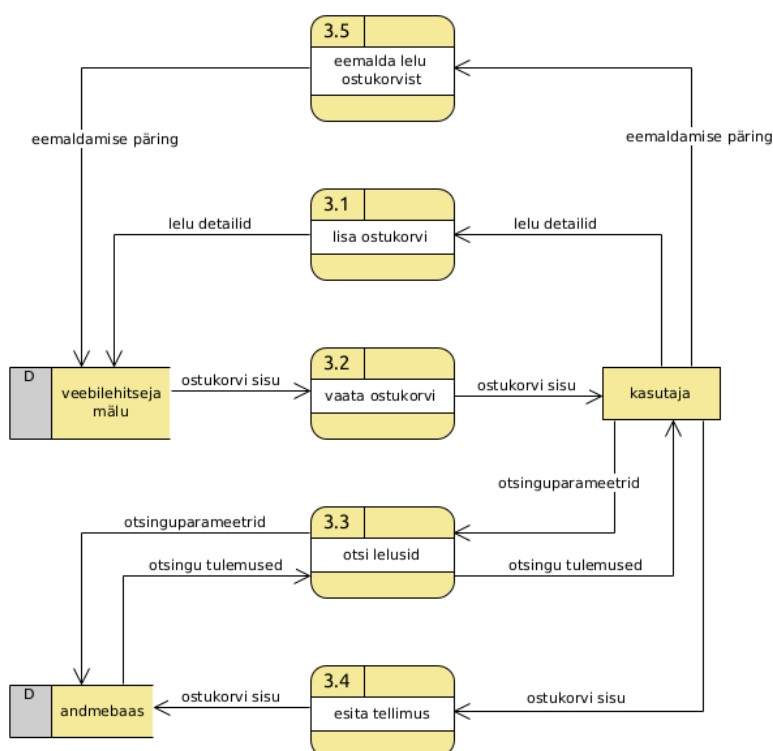 3.5
eemalda lelu
ostukorvist
eemaldamise päring
eemaldamise päring
3.1
lelu detailid
lisa ostukorvi
lelu detailid
D
veebilehitseja
mälu
ostukorvi sisu
3.2
vaata ostukorvi
ostukorvi sisu
kasutaja
otsinguparameetrid
otsinguparameetrid
3.3
otsi lelusid
otsingu tulemused
otsingu tulemused
D
andmebaas
ostukorvi sisu
3.4
esita tellimus
ostukorvi sisu